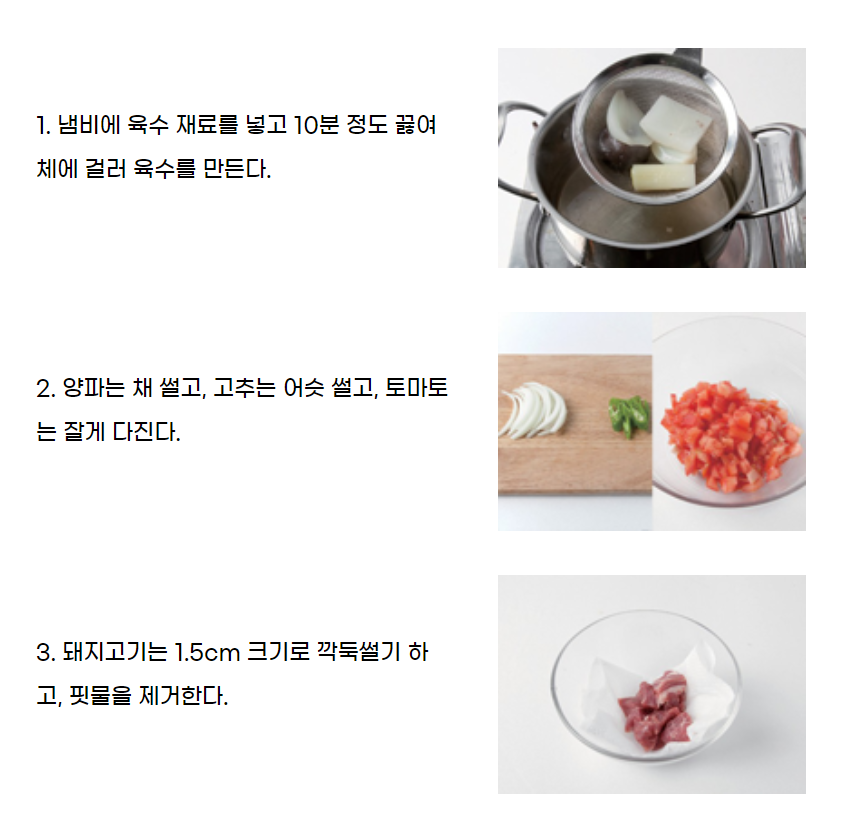 1. 냄비에 육수 재료를 넣고 10분 정도 끓여
체에 걸러 육수를 만든다.
2. 양파는 채 썰고, 고추는 어슷 썰고, 토마토
는 잘게 다진다.
3. 돼지고기는 1.5cm 크기로 깍둑썰기 하
고, 핏물을 제거한다.